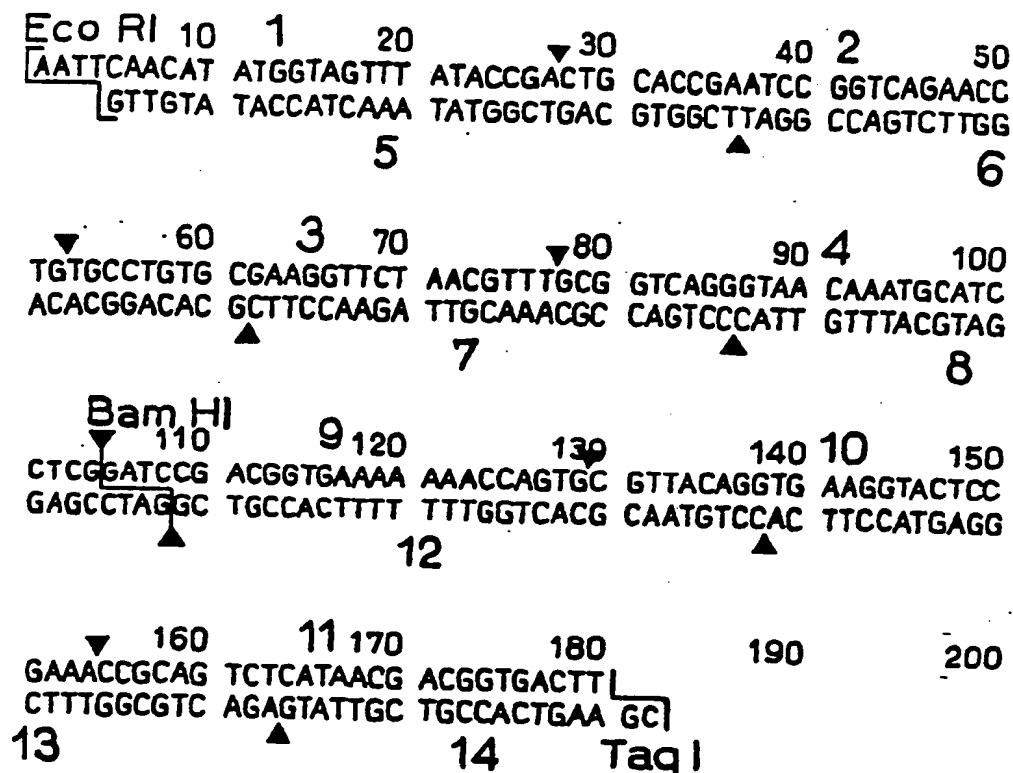 Eco RI 10 1 20 30 40 2 50
AATTCAACAT ATGGTAGTTT ATACCGACTG CACCGAATCC GGTCAGAACC
GTTGTA TACCATCAAA TATGGCTGAC GTGGCTTAGG CCAGTCTTGG
5 6
60 3 70 80 90 4 100
TGTGCCTGTG CGAAGGTTCT AACGTTTGCG GTCAGGGTAA CAAATGCATC
ACACGGACAC GCTTCCAAGA TTGCAAACGC CAGTCCCATT GTTTACGTAG
7 8
Bam HI 110 9 120 130 140 10 150
CTCGGATCCG ACGGTGAAAA AAACCAGTGC GTTACAGGTG AAGGTACTCC
GAGCCTAGGC TGCCACTTTT TTTGGTCACG CAATGTCCAC TTCCATGAGG
12
160 11 170 180 190 200
GAAACCGCAG TCTCATAACG ACGGTGACTT
CTTTGGCGTC AGAGTATTGC TGCCACTGAA GC
13 14 Taq I